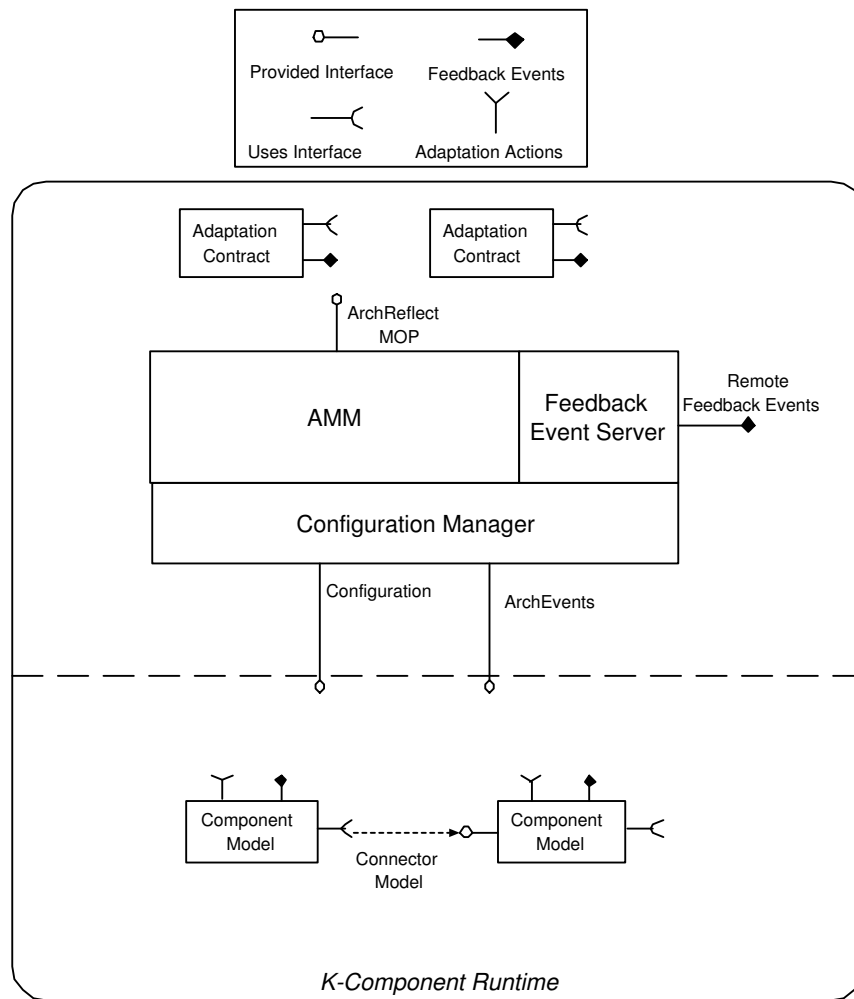 Provided Interface
Feedback Events
Uses Interface
Adaptation Actions
Adaptation
Contract
Adaptation
Contract
ArchReflect
MOP
AMM
Feedback
Event Server
Remote
Feedback Events
Configuration Manager
Configuration
ArchEvents
Component
Model
Connector
Model
Component
Model
K-Component Runtime